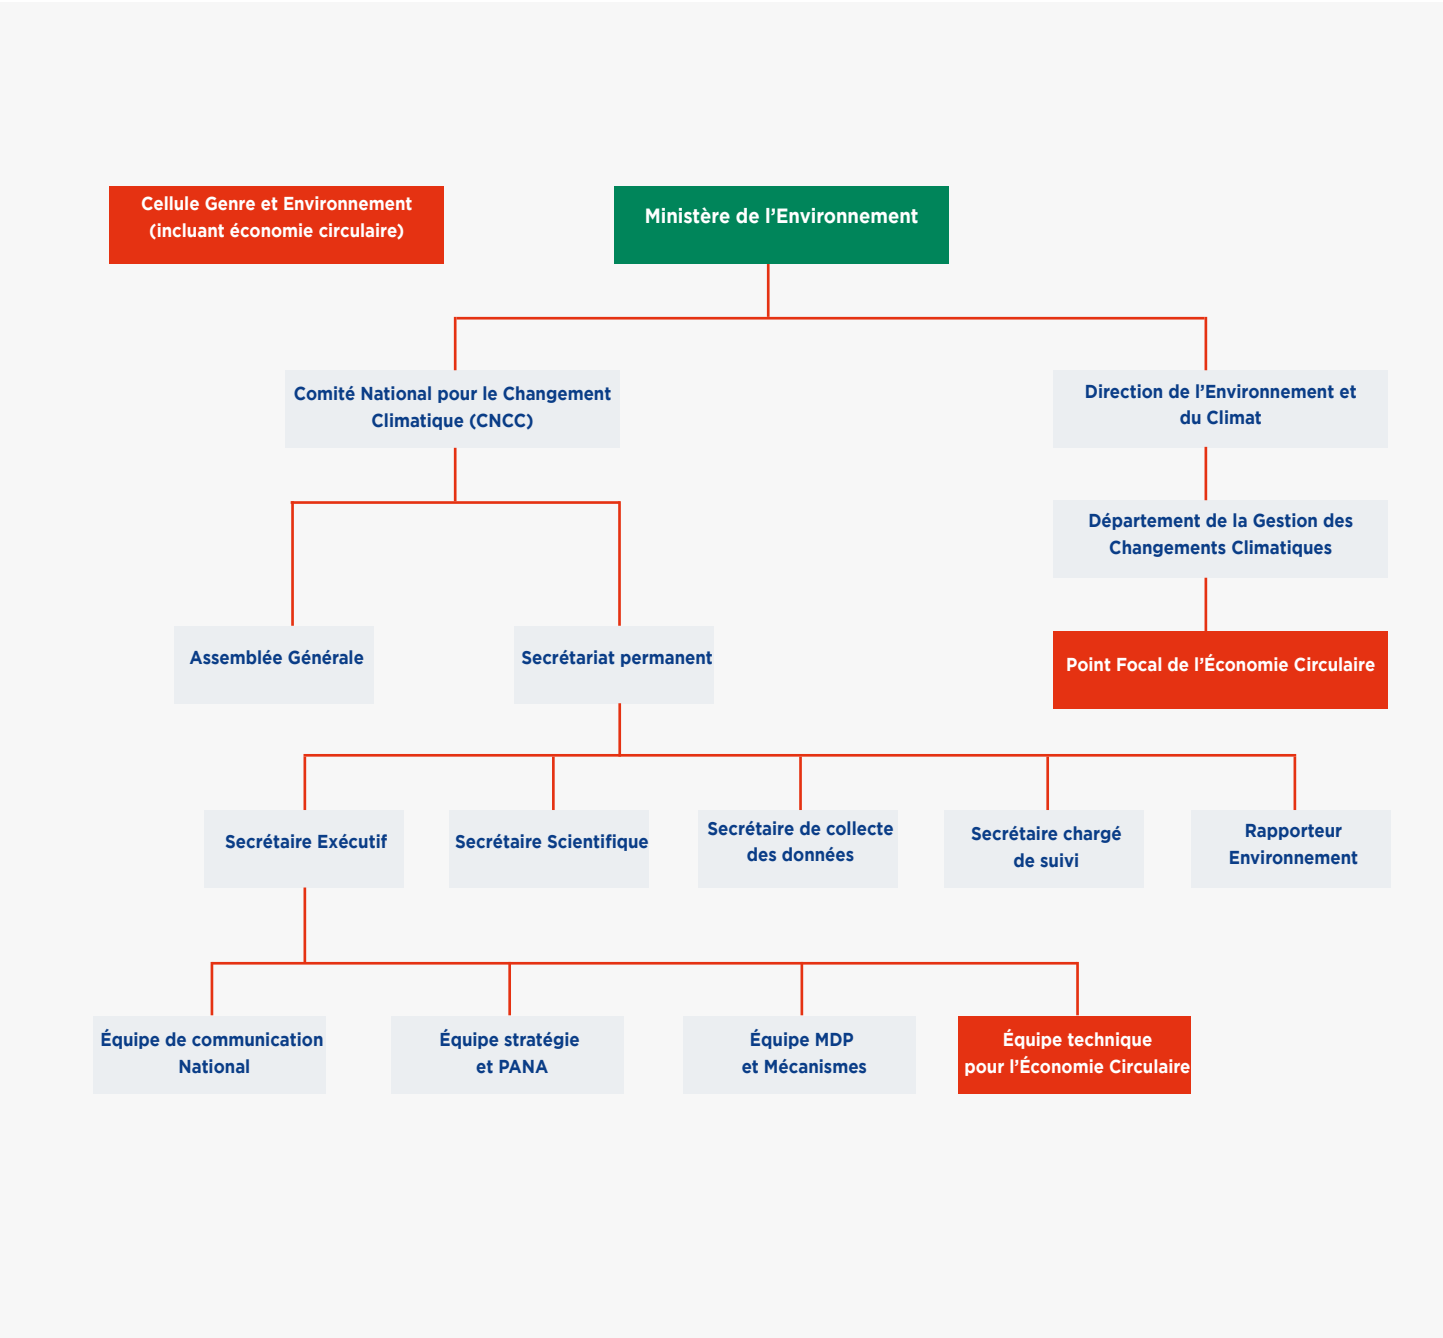 Cellule Genre et Environnement
(incluant économie circulaire)
Ministère de l’Environnement
Comité National pour le Changement
Climatique (CNCC)
Direction de l’Environnement et
du Climat
Département de la Gestion des
Changements Climatiques
Assemblée Générale
Secrétariat permanent
Point Focal de l’Économie Circulaire
Secrétaire Exécutif
Secrétaire Scientifique
Secrétaire de collecte
des données
Secrétaire chargé
de suivi
Rapporteur
Environnement
Équipe de communication
National
Équipe stratégie
et PANA
Équipe MDP
et Mécanismes
Équipe technique
pour l’Économie Circulaire